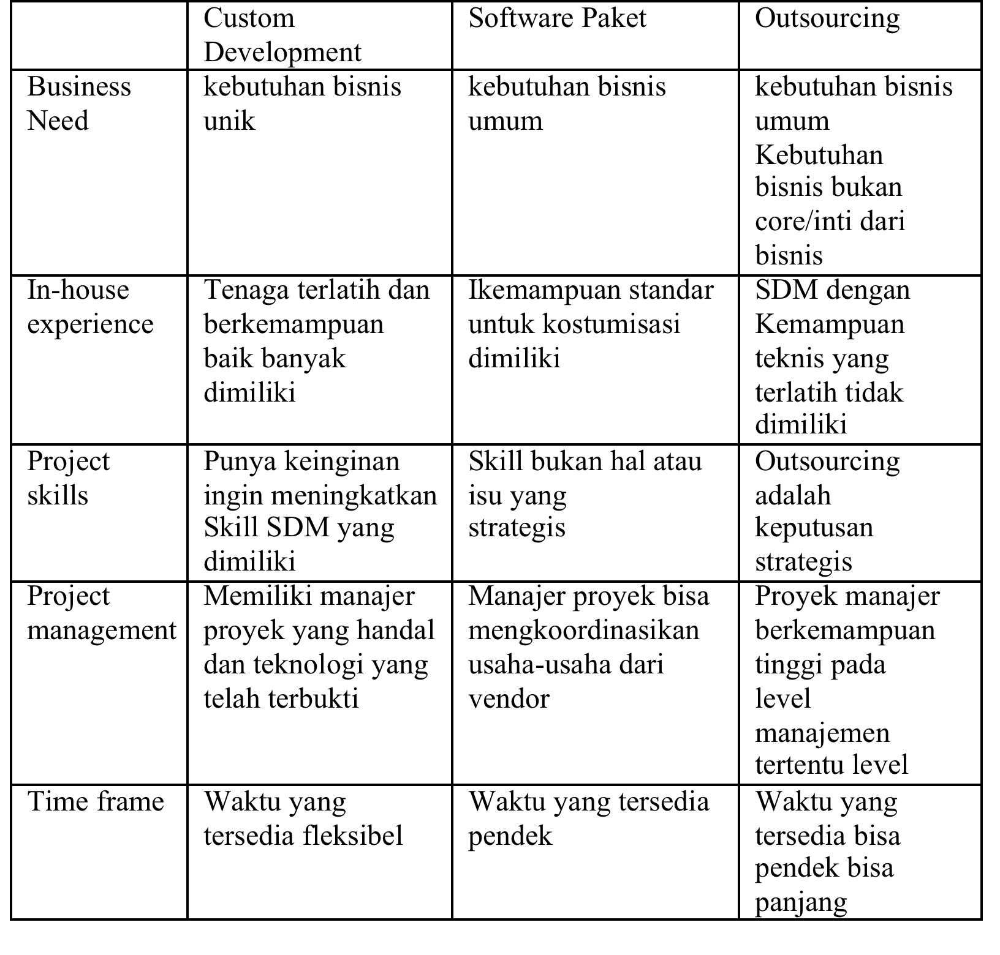 Custom
Development
Software Paket
Outsourcing
Business
Need
kebutuhan bisnis
unik
kebutuhan bisnis
umum
kebutuhan bisnis
umum
Kebutuhan
bisnis bukan
core/inti dari
bisnis
In-house
experience
Tenaga terlatih dan
berkemampuan
baik banyak
dimiliki
Ikemampuan standar
untuk kostumisasi
dimiliki
SDM dengan
Kemampuan
teknis yang
terlatih tidak
dimiliki
Project
skills
Punya keinginan
ingin meningkatkan
Skill SDM yang
dimiliki
Skill bukan hal atau
isu yang
strategis
Outsourcing
adalah
keputusan
strategis
Project
management
Memiliki manajer
proyek yang handal
dan teknologi yang
telah terbukti
Manajer proyek bisa
mengkoordinasikan
usaha-usaha dari
vendor
Proyek manajer
berkemampuan
tinggi pada
level
manajemen
tertentu level
Time frame
Waktu yang
tersedia fleksibel
Waktu yang tersedia
pendek
Waktu yang
tersedia bisa
pendek bisa
panjang